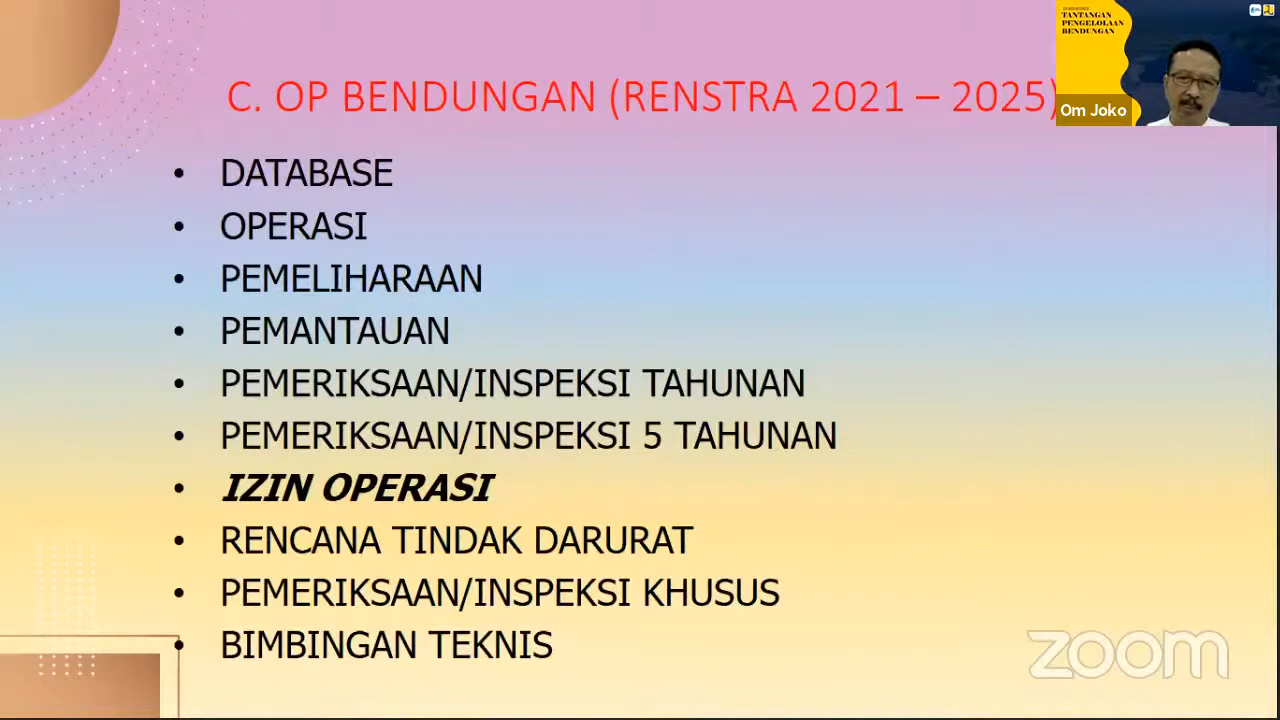 TANTANGAN
PENGELOLAAN
BENDUNGAN
Om Joko
C. OP BENDUNGAN (RENSTRA 2021 – 2025)
• DATABASE
• OPERASI
• PEMELIHARAAN
• PEMANTAUAN
• PEMERIKSAAN/INSPEKSI TAHUNAN
• PEMERIKSAAN/INSPEKSI 5 TAHUNAN
• IZIN OPERASI
• RENCANA TINDAK DARURAT
• PEMERIKSAAN/INSPEKSI KHUSUS
• BIMBINGAN TEKNIS
zoom